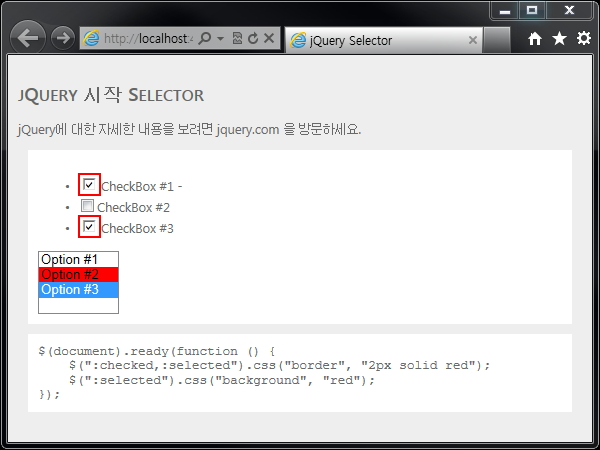 http://localhost:4
jQuery Selector
JQUERY 시작 SELECTOR
jQuery에 대한 자세한 내용을 보려면 jquery.com 을 방문하세요.
CheckBox #1 -
CheckBox #2
CheckBox #3
Option #1
Option #2
Option #3
$(document).ready(function () {
$(":checked,:selected").css("border", "2px solid red");
$(":selected").css("background", "red");
});